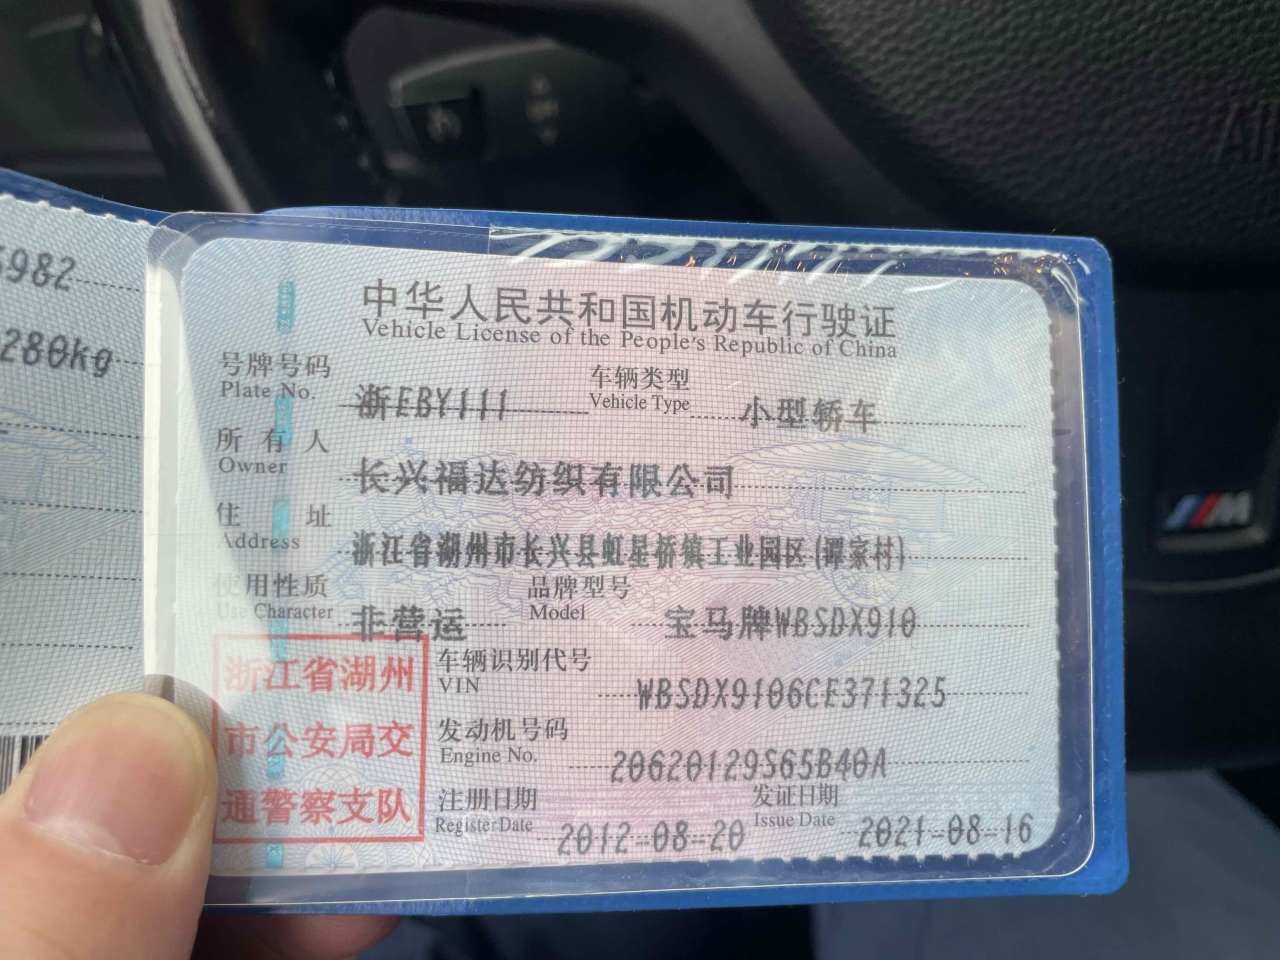 5982
280kg
中华人民共和国机动车行驶证
Vehicle License of the People's Republic of China
号牌号码 浙EBY111 车辆类型 小型轿车
Plate No. Vehicle Type
所有人 长兴福达纺织有限公司
Owner
住址 浙江省湖州市长兴县虹星桥镇工业园区(谭家村)
Address
使用性质 非营运 品牌型号 宝马牌WBSDX910
Use Character Model
浙江省湖州
市公安局交
通警察支队
车辆识别代号 WBSDX9106CE371325
VIN
发动机号码 20620129S65B40A
Engine No.
注册日期 2012-08-20 发证日期 2021-08-16
Register Date Issue Date
M